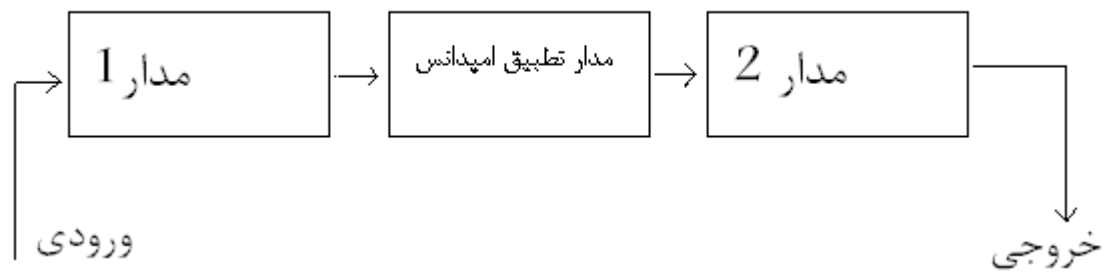 مدار 1
مدار تطبیق امپدانس
مدار 2
ورودی
خروجی